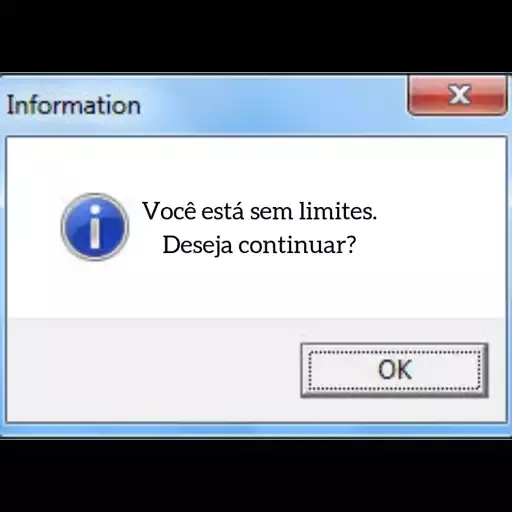 Information
Você está sem limites.
Deseja continuar?
OK